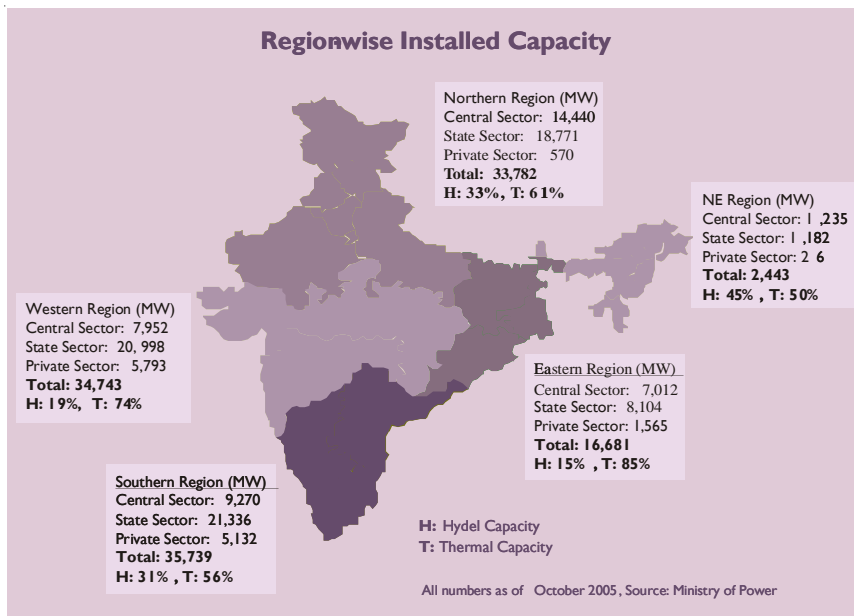 Regionwise Installed Capacity
Northern Region (MW)
Central Sector: 14,440
State Sector: 18,771
Private Sector: 570
Total: 33,782
H: 33%, T: 61%
NE Region (MW)
Central Sector: 1 ,235
State Sector: 1 ,182
Private Sector: 2 6
Total: 2,443
H: 45% , T: 50%
Western Region (MW)
Central Sector: 7,952
State Sector: 20, 998
Private Sector: 5,793
Total: 34,743
H: 19%, T: 74%
Eastern Region (MW)
Central Sector: 7,012
State Sector: 8,104
Private Sector: 1,565
Total: 16,681
H: 15% , T: 85%
Southern Region (MW)
Central Sector: 9,270
State Sector: 21,336
Private Sector: 5,132
Total: 35,739
H: 31% , T: 56%
H: Hydel Capacity
T: Thermal Capacity
All numbers as of October 2005, Source: Ministry of Power